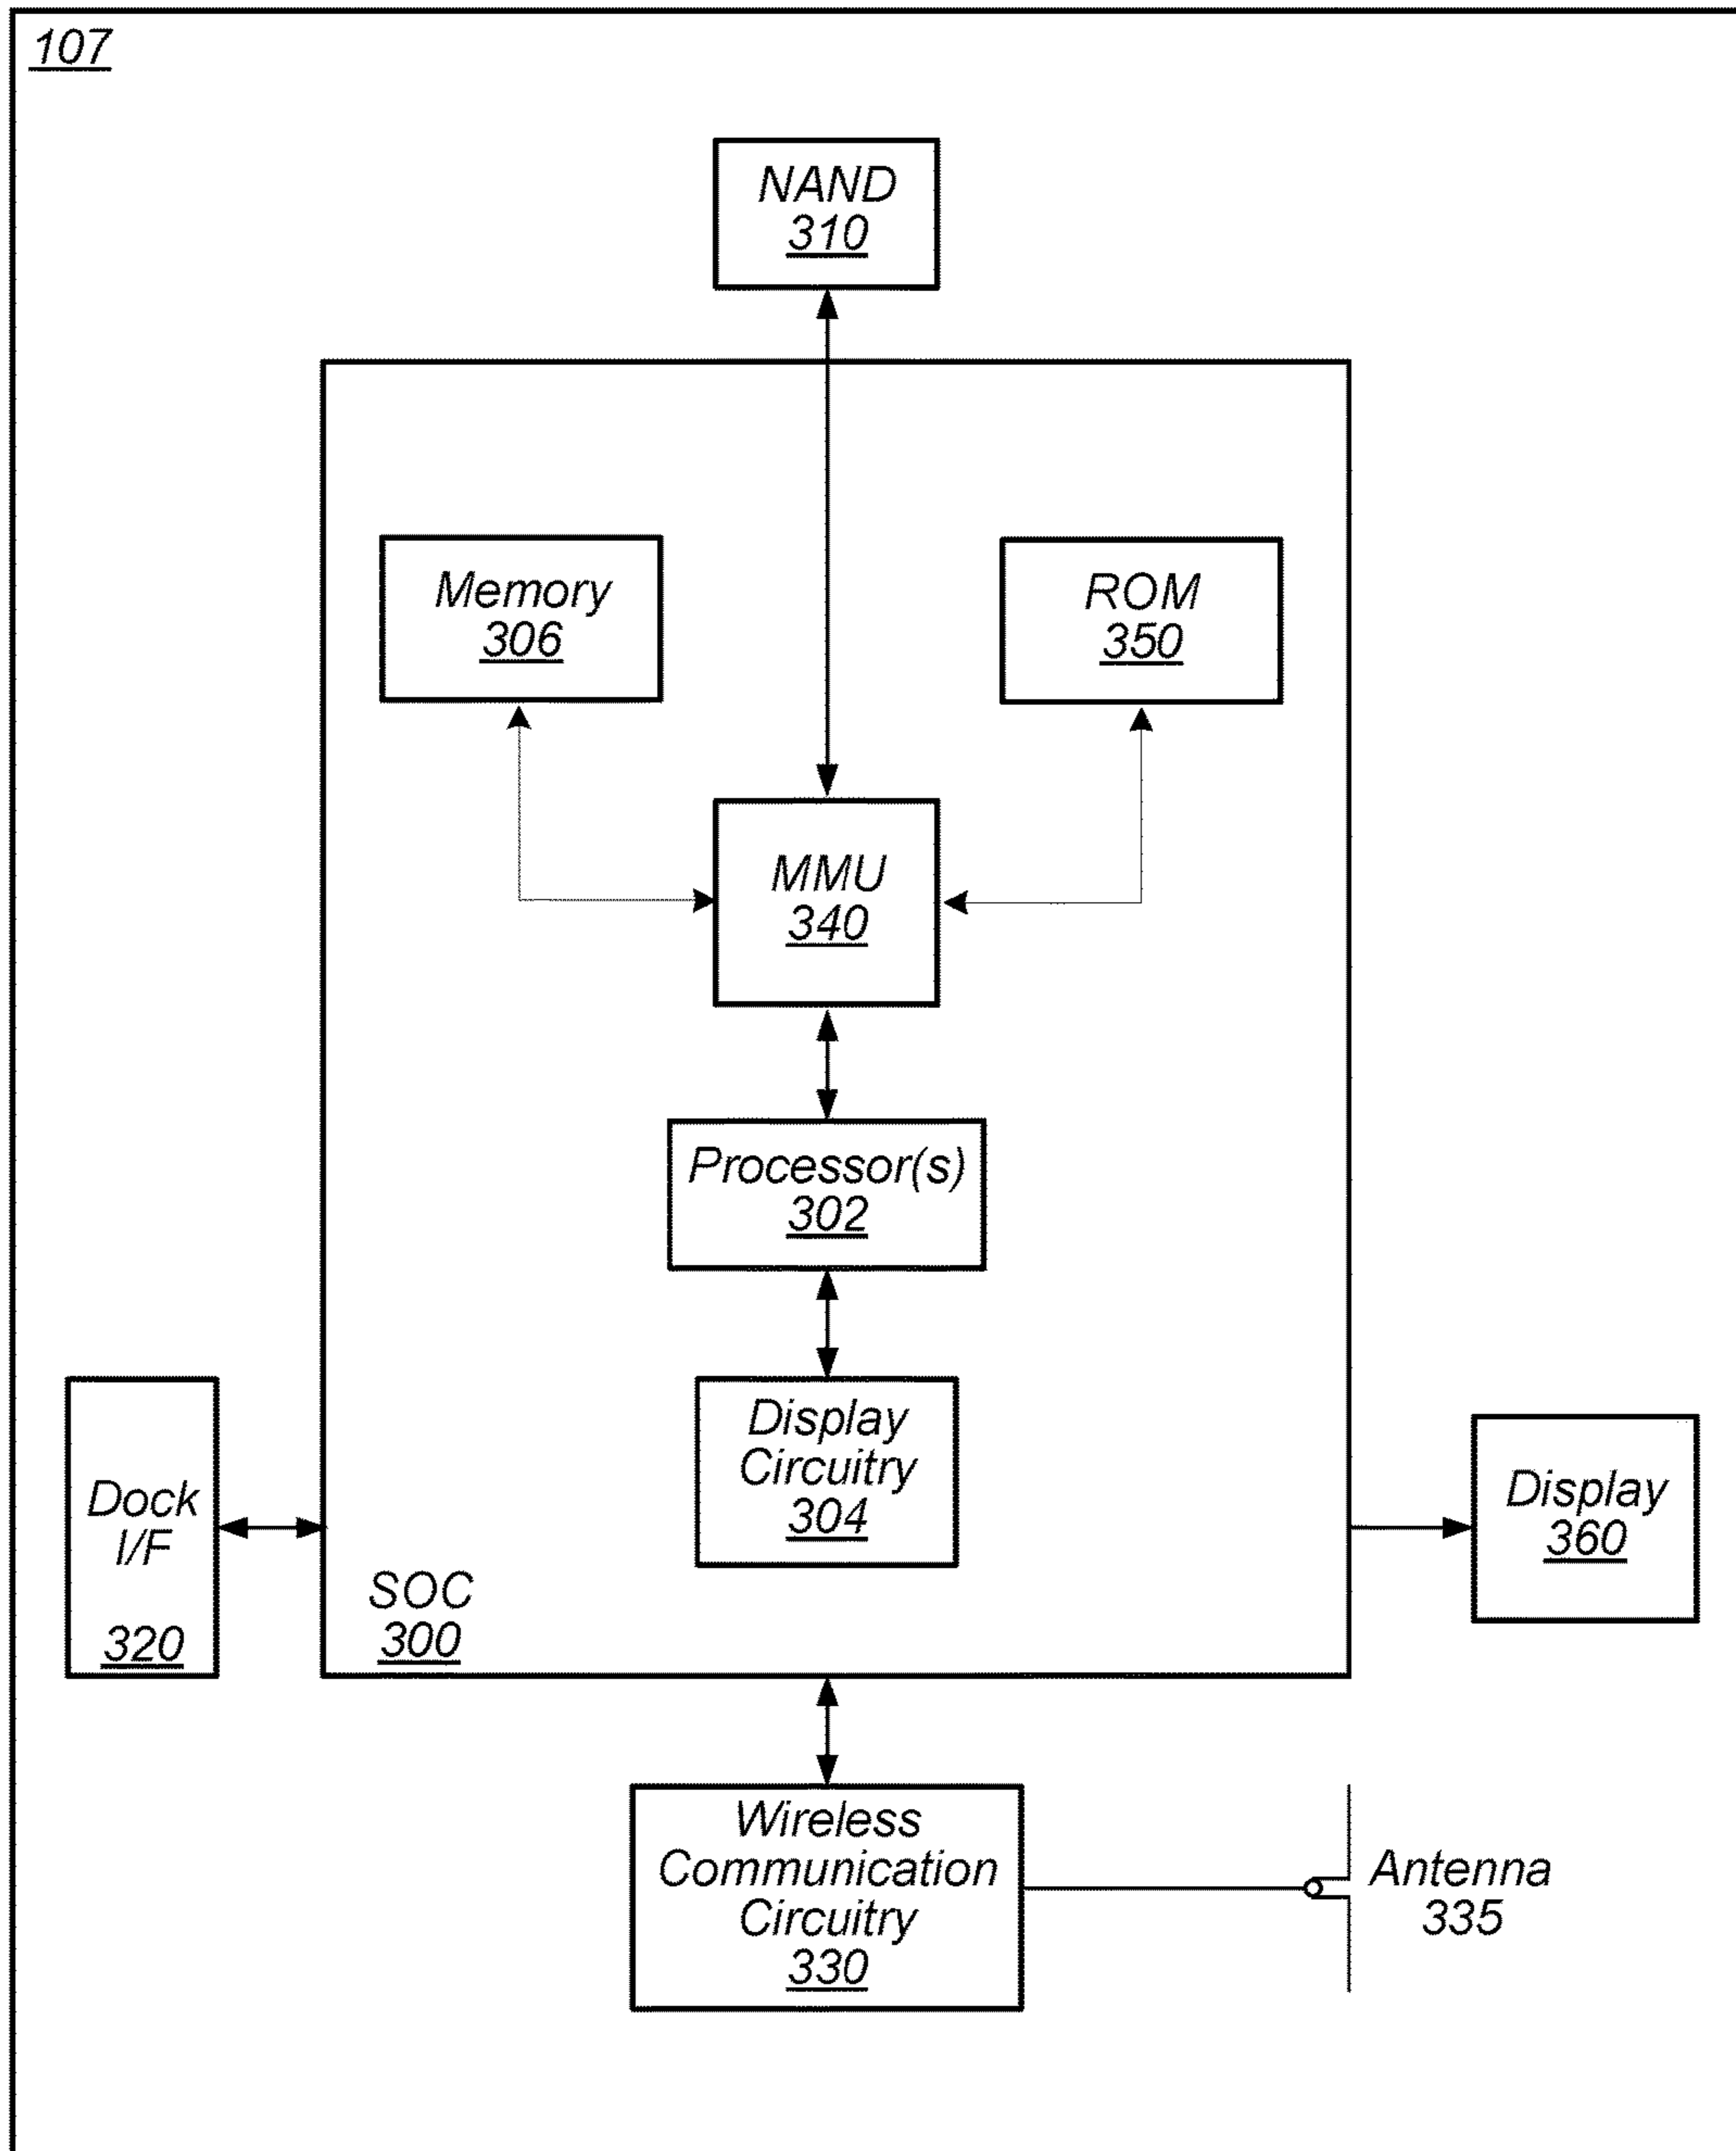 107
NAND
310
Memory
306
ROM
350
MMU
340
Processor(s)
302
Display
Circuitry
304
Dock
I/F
320
SOC
300
Display
360
Wireless
Communication
Circuitry
330
Antenna
335